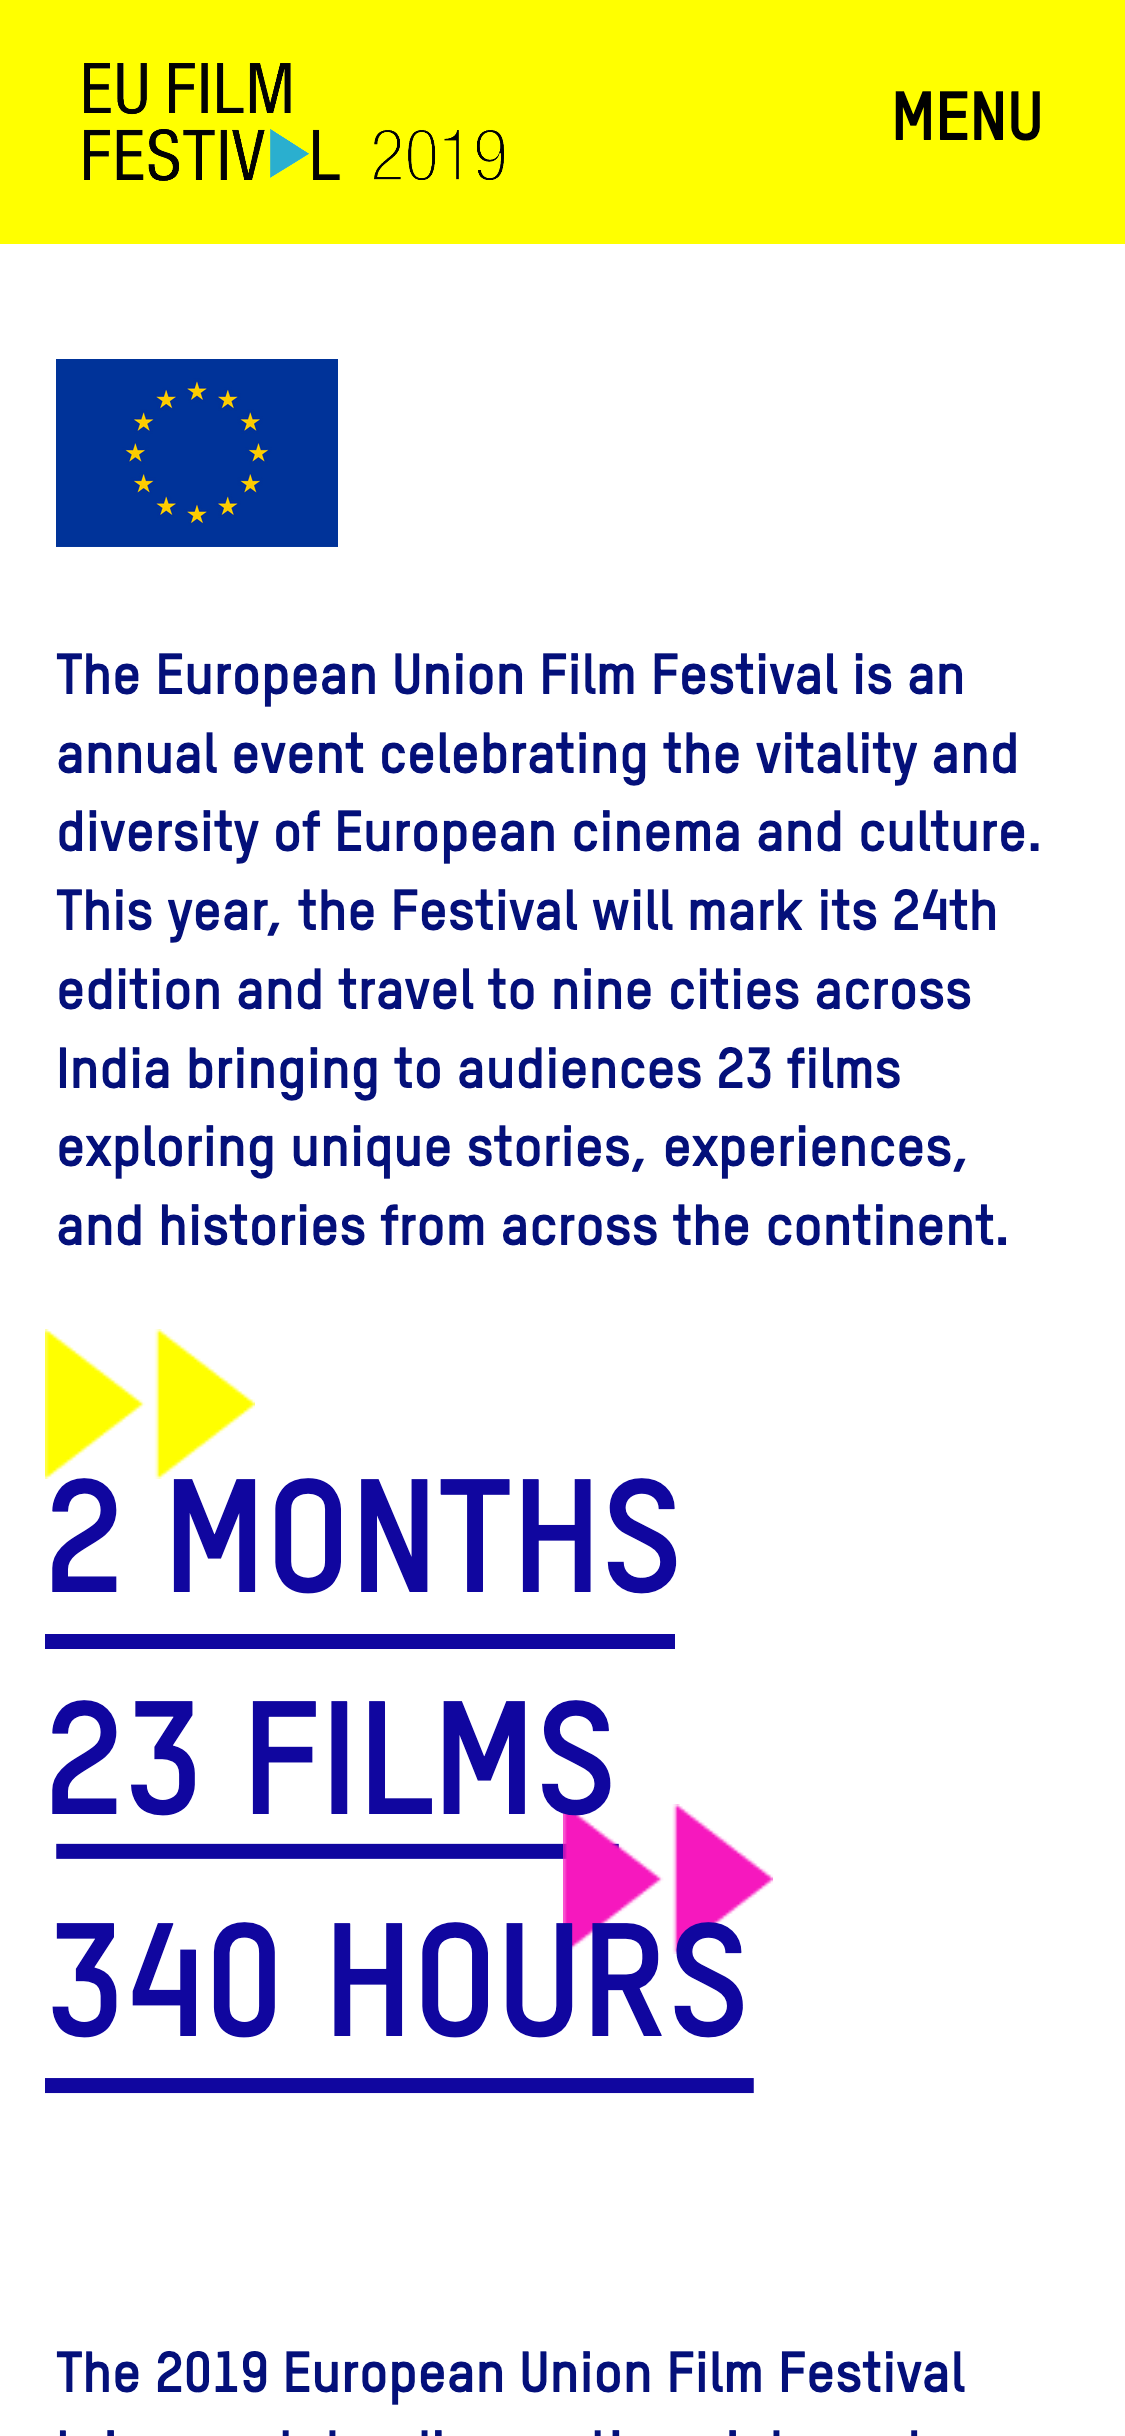 EU FILM
FESTIVAL 2019
MENU
The European Union Film Festival is an
annual event celebrating the vitality and
diversity of European cinema and culture.
This year, the Festival will mark its 24th
edition and travel to nine cities across
India bringing to audiences 23 films
exploring unique stories, experiences,
and histories from across the continent.
2 MONTHS
23 FILMS
340 HOURS
The 2019 European Union Film Festival